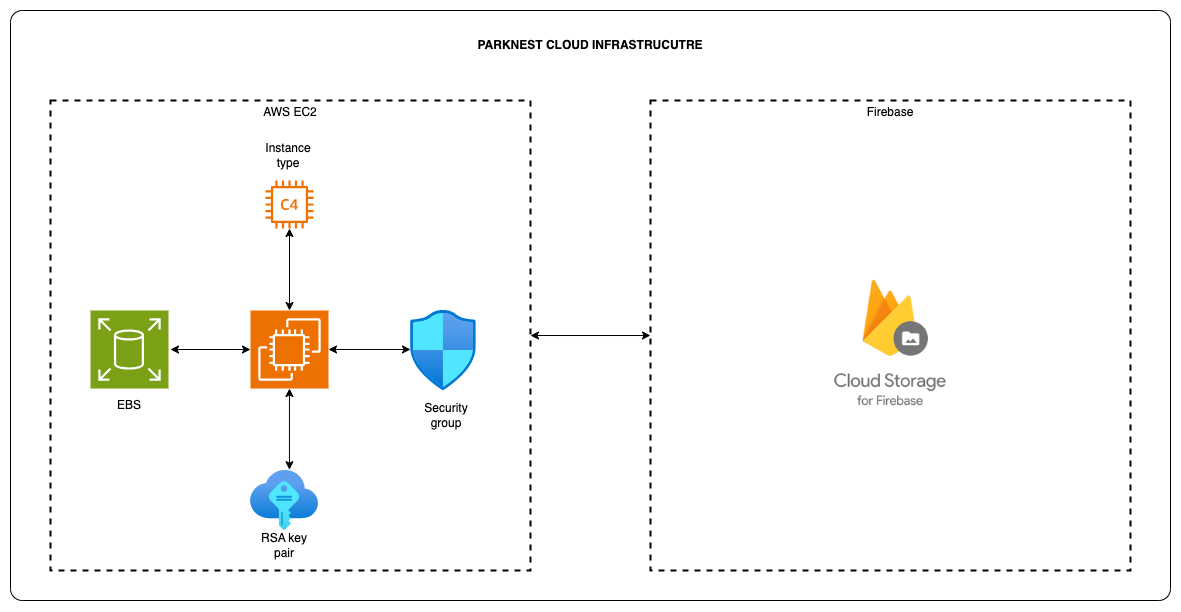 PARKNEST CLOUD INFRASTRUCUTRE
AWS EC2
Instance
type
C4
EBS
Security
group
RSA key
pair
Firebase
Cloud Storage
for Firebase